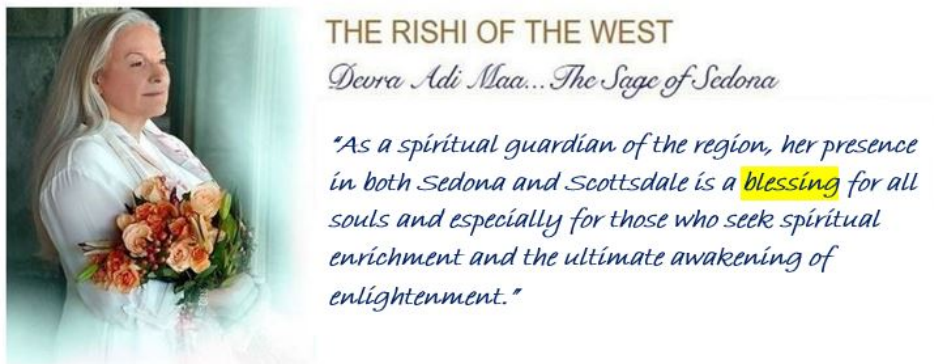 THE RISHI OF THE WEST
Devra Adi Maa...The Sage of Sedona
"As a spiritual guardian of the region, her presence
in both Sedona and Scottsdale is a blessing for all
souls and especially for those who seek spiritual
enrichment and the ultimate awakening of
enlightenment."